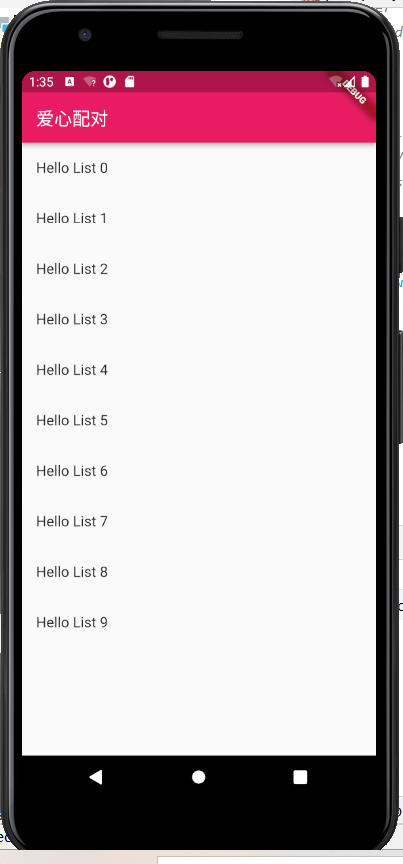 1:35
DEBUG
爱心配对
Hello List 0
Hello List 1
Hello List 2
Hello List 3
Hello List 4
Hello List 5
Hello List 6
Hello List 7
Hello List 8
Hello List 9